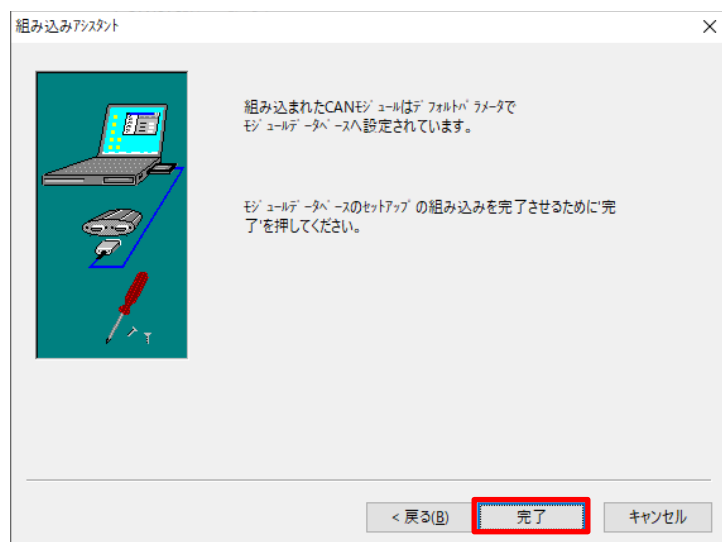 組み込みｱｼｽﾀﾝﾄ
組み込まれたCANﾓｼﾞｭｰﾙはﾃﾞﾌｫﾙﾄﾊﾟﾗﾒｰﾀで
ﾓｼﾞｭｰﾙﾃﾞｰﾀﾍﾞｰｽへ設定されています。
ﾓｼﾞｭｰﾙﾃﾞｰﾀﾍﾞｰｽのｾｯﾄｱｯﾌﾟの組み込みを完了させるために'完
了'を押してください。
< 戻る(B)
完了
キャンセル